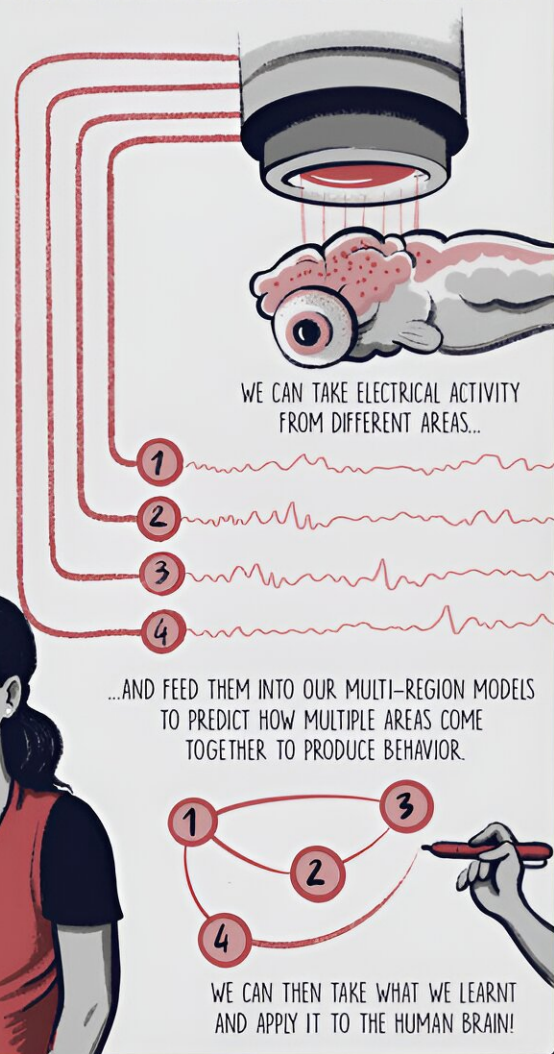 WE CAN TAKE ELECTRICAL ACTIVITY
FROM DIFFERENT AREAS...
1
2
3
4
...AND FEED THEM INTO OUR MULTI-REGION MODELS
TO PREDICT HOW MULTIPLE AREAS COME
TOGETHER TO PRODUCE BEHAVIOR.
1
3
2
4
WE CAN THEN TAKE WHAT WE LEARNT
AND APPLY IT TO THE HUMAN BRAIN!